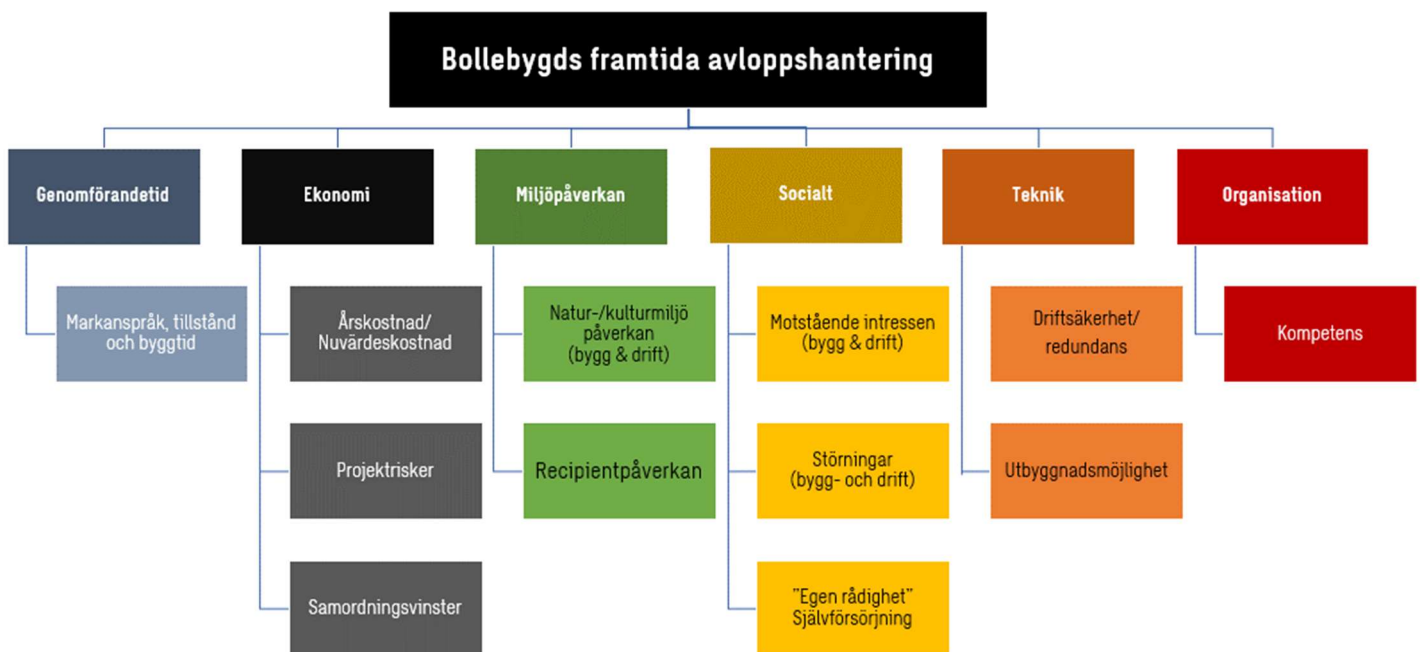 Bollebygds framtida avloppshantering
Genomförandetid
Ekonomi
Miljöpåverkan
Socialt
Teknik
Organisation
Markanspråk, tillstånd
och byggtid
Årskostnad/
Nuvärdeskostnad
Natur-/kulturmiljö
påverkan
(bygg & drift)
Motstående intressen
(bygg & drift)
Driftsäkerhet/
redundans
Kompetens
Projektrisker
Recipientpåverkan
Störningar
(bygg- och drift)
Utbyggnadsmöjlighet
Samordningsvinster
"Egen rådighet"
Självförsörjning